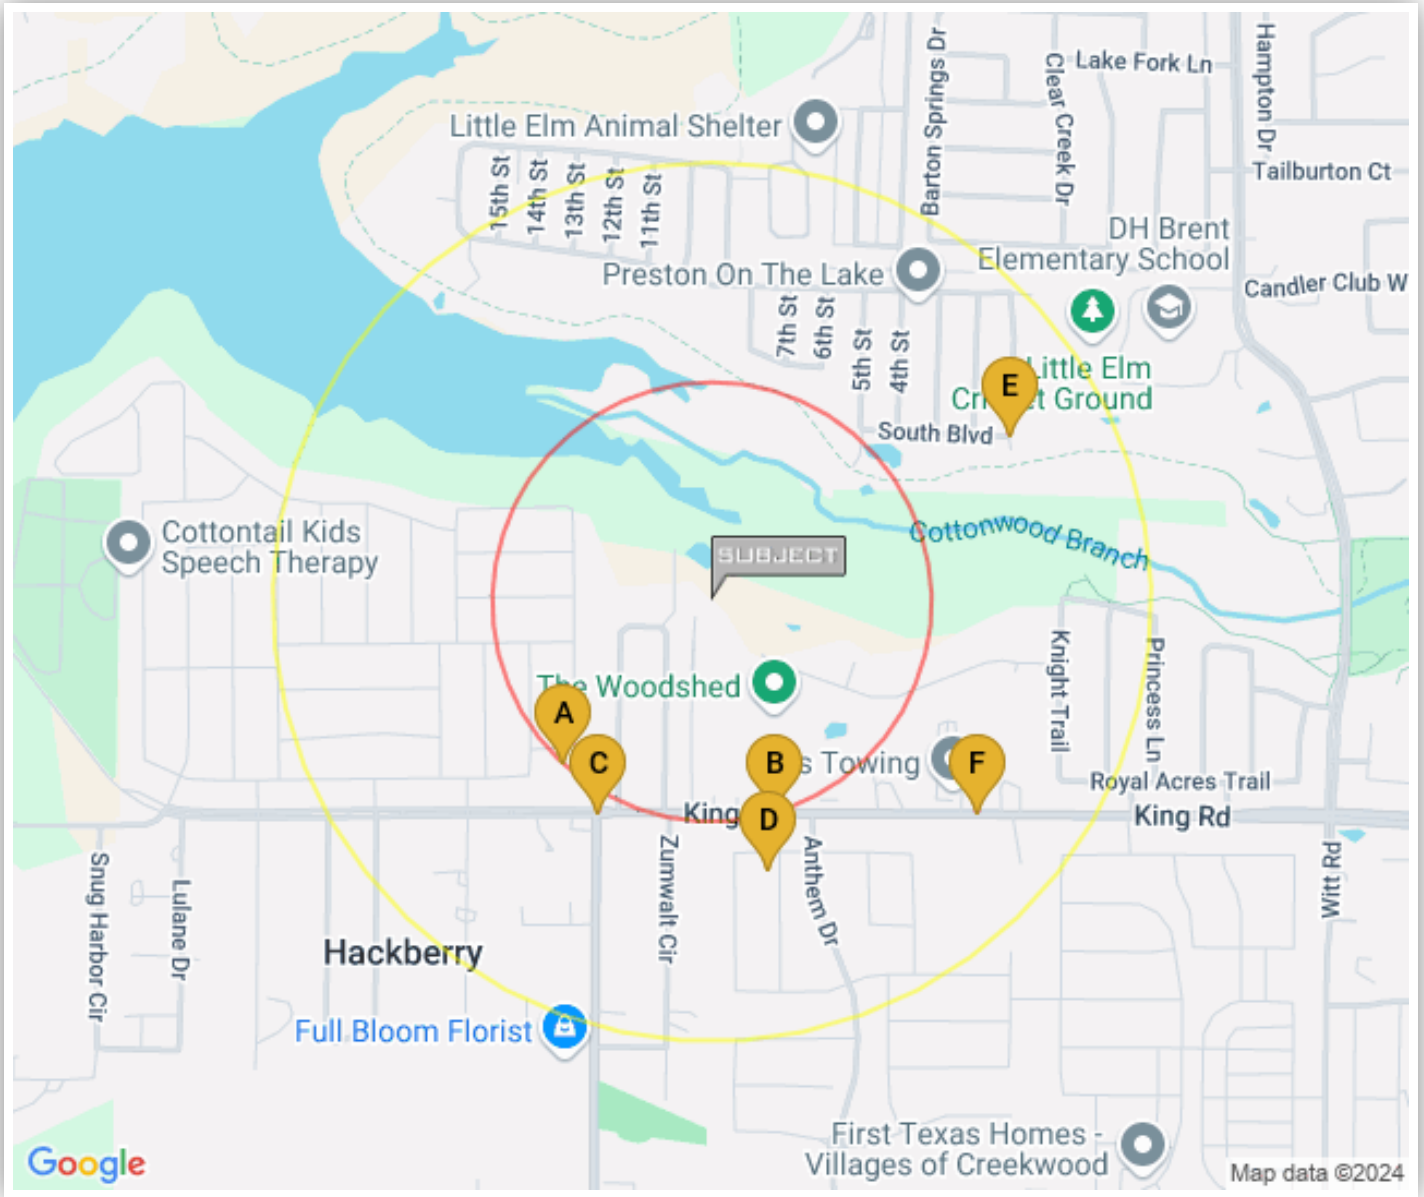 Lake Fork Ln
Hampton Dr
Barton Springs Dr
Clear Creek Dr
Little Elm Animal Shelter
15th St
14th St
13th St
12th St
11th St
Tailburton Ct
DH Brent
Elementary School
Preston On The Lake
Candler Club W
7th St
6th St
5th St
4th St
Little Elm
Cricket Ground
E
South Blvd
Cottontail Kids
Speech Therapy
Cottonwood Branch
SUBJECT
Knight Trail
Princess Ln
The Woodshed
A
C
B
s Towing
F
Royal Acres Trail
King
D
King Rd
Snug Harbor Cir
Lulane Dr
Zumwalt Cir
Anthem Dr
Witt Rd
Hackberry
Full Bloom Florist
First Texas Homes -
Villages of Creekwood
Google
Map data ©2024